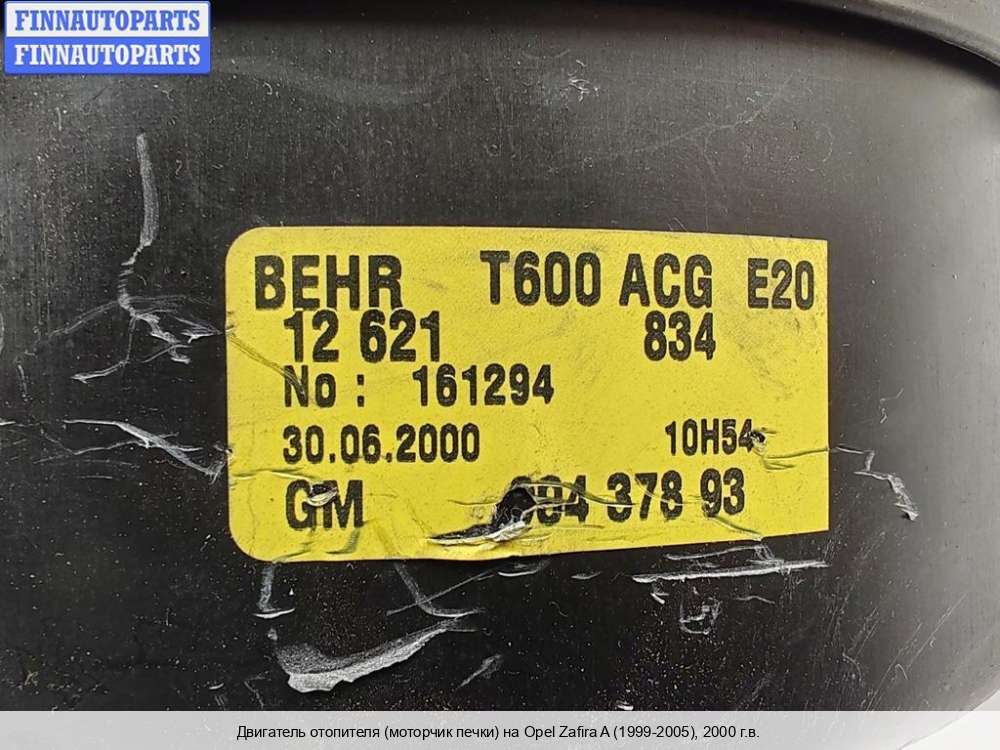 FINNAUTOPARTS
FINNAUTOPARTS
BEHR T600 ACG E20
12 621 834
No : 161294
30.06.2000 10H54
GM 378 93
Двигатель отопителя (моторчик печки) на Opel Zafira A (1999-2005), 2000 г.в.